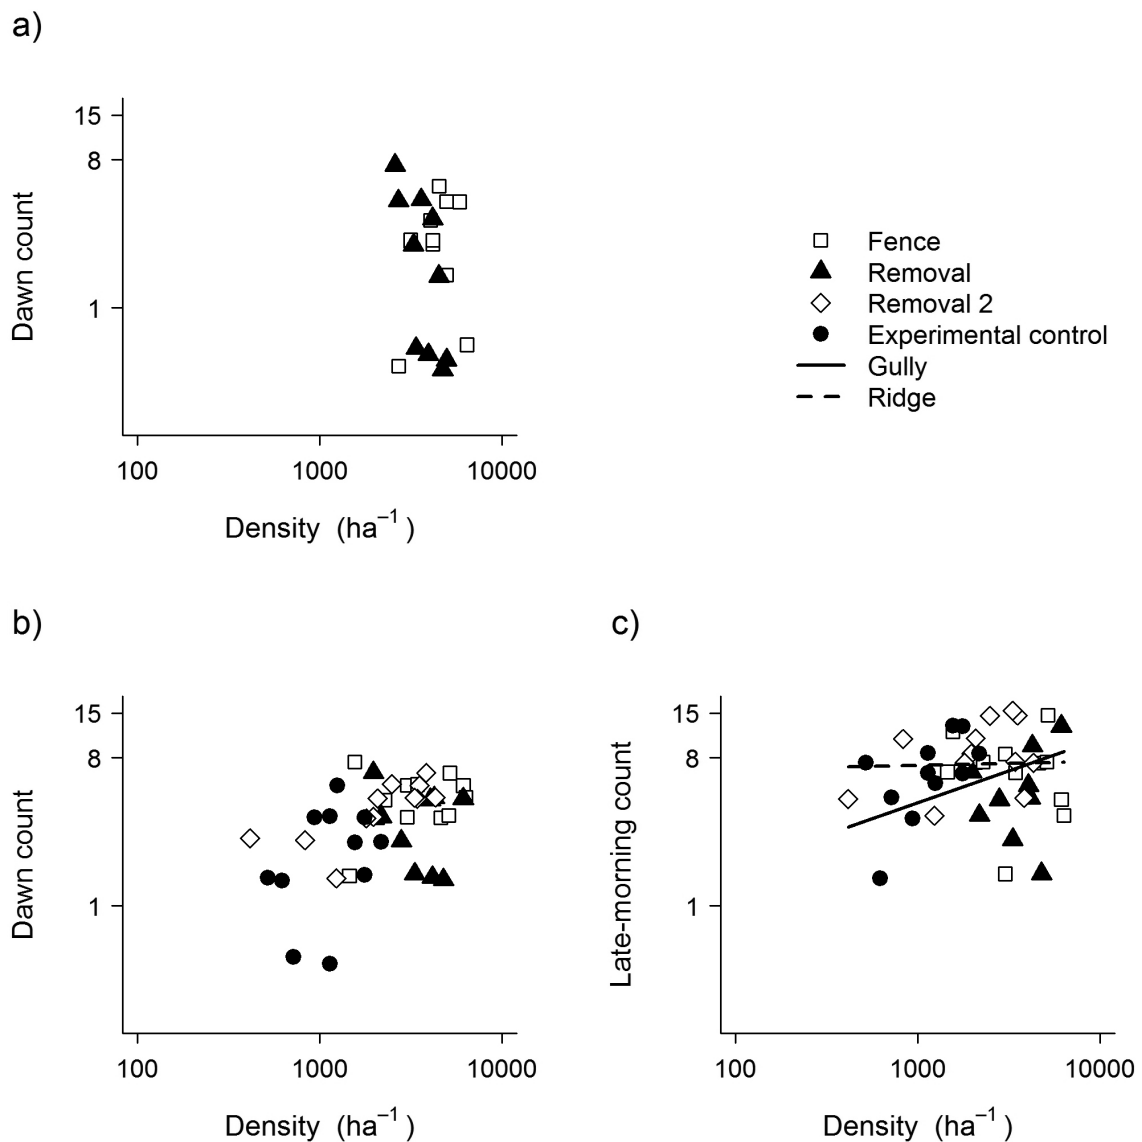 a)
15
8
1
Dawn count
100 1000 10000
Density (ha⁻¹)
Fence
Removal
Removal 2
Experimental control
Gully
Ridge
b)
15
8
1
Dawn count
100 1000 10000
Density (ha⁻¹)
c)
15
8
1
Late-morning count
100 1000 10000
Density (ha⁻¹)